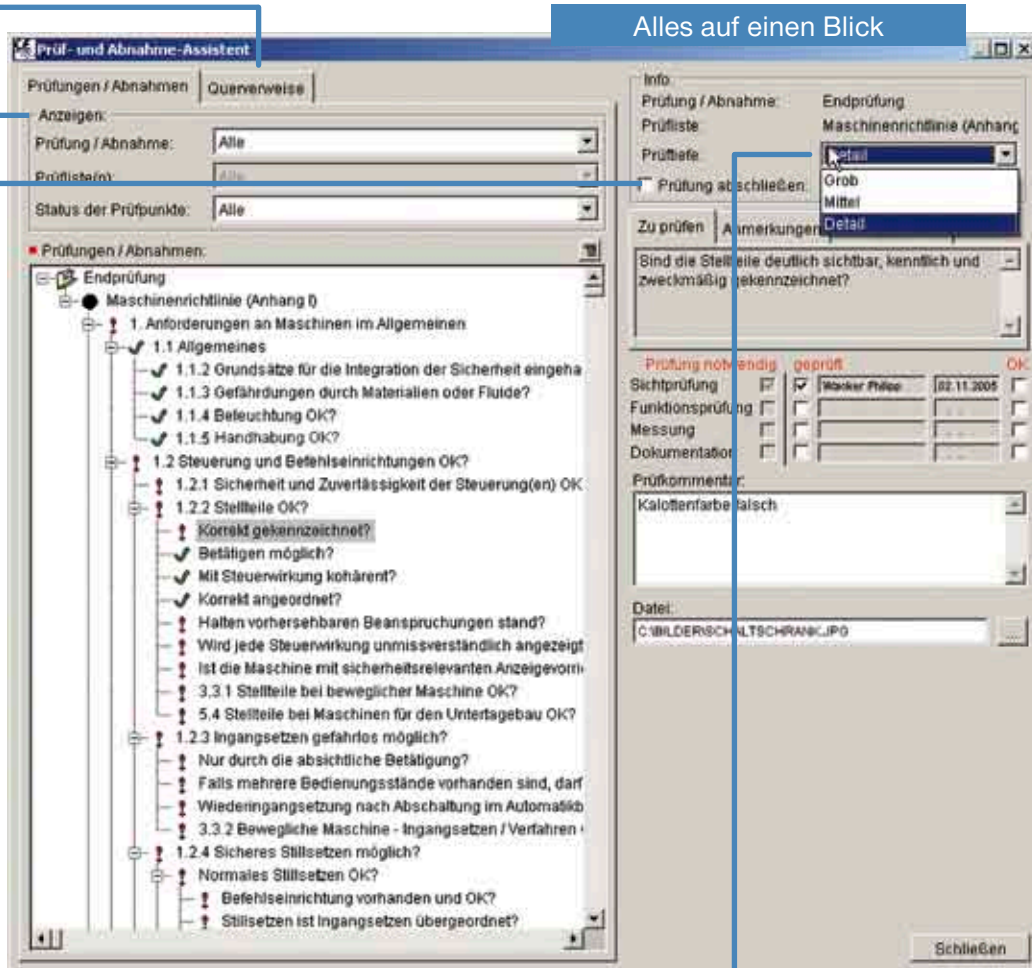 Alles auf einen Blick
Prüf- und Abnahme-Assistent
Prüfungen / Abnahmen
Querverweise
Anzeigen:
Prüfung / Abnahme:
Alle
Prüfliste(n):
Alle
Status der Prüfpunkte:
Alle
Prüfungen / Abnahmen:
Endprüfung
Maschinenrichtlinie (Anhang I)
1. Anforderungen an Maschinen im Allgemeinen
1.1 Allgemeines
1.1.2 Grundsätze für die Integration der Sicherheit eingeha
1.1.3 Gefährdungen durch Materialien oder Fluide?
1.1.4 Beleuchtung OK?
1.1.5 Handhabung OK?
1.2 Steuerung und Befehlseinrichtungen OK?
1.2.1 Sicherheit und Zuverlässigkeit der Steuerung(en) OK
1.2.2 Stellteile OK?
Korrekt gekennzeichnet?
Betätigen möglich?
Mit Steuerwirkung kohärent?
Korrekt angeordnet?
Halten vorhersehbaren Beanspruchungen stand?
Wird jede Steuerwirkung unmissverständlich angezeigt
Ist die Maschine mit sicherheitsrelevanten Anzeigevorri
3.3.1 Stellteile bei beweglicher Maschine OK?
5.4 Stellteile bei Maschinen für den Untertagebau OK?
1.2.3 Ingangsetzen gefahrlos möglich?
Nur durch die absichtliche Betätigung?
Falls mehrere Bedienungsstände vorhanden sind, darf
Wiederingangsetzung nach Abschaltung im Automatikb
3.3.2 Bewegliche Maschine - Ingangsetzen / Verfahren
1.2.4 Sicheres Stillsetzen möglich?
Normales Stillsetzen OK?
Befehlseinrichtung vorhanden und OK?
Stillsetzen ist Ingangsetzen übergeordnet?
Info
Prüfung / Abnahme: Endprüfung
Prüfliste Maschinenrichtlinie (Anhang
Prüftiefe Detail
Prüfung abschließen:
Grob
Mittel
Detail
Zu prüfen
Anmerkungen
Sind die Stellteile deutlich sichtbar, kenntlich und
zweckmäßig gekennzeichnet?
Prüfung notwendig geprüft OK
Sichtprüfung Wacker Philipp 02.11.2005
Funktionsprüfung
Messung
Dokumentation
Prüfkommentar:
Kalottenfarbe falsch
Datei:
C:\BILDER\SCHALTSCHRANK.JPG
...
Schließen